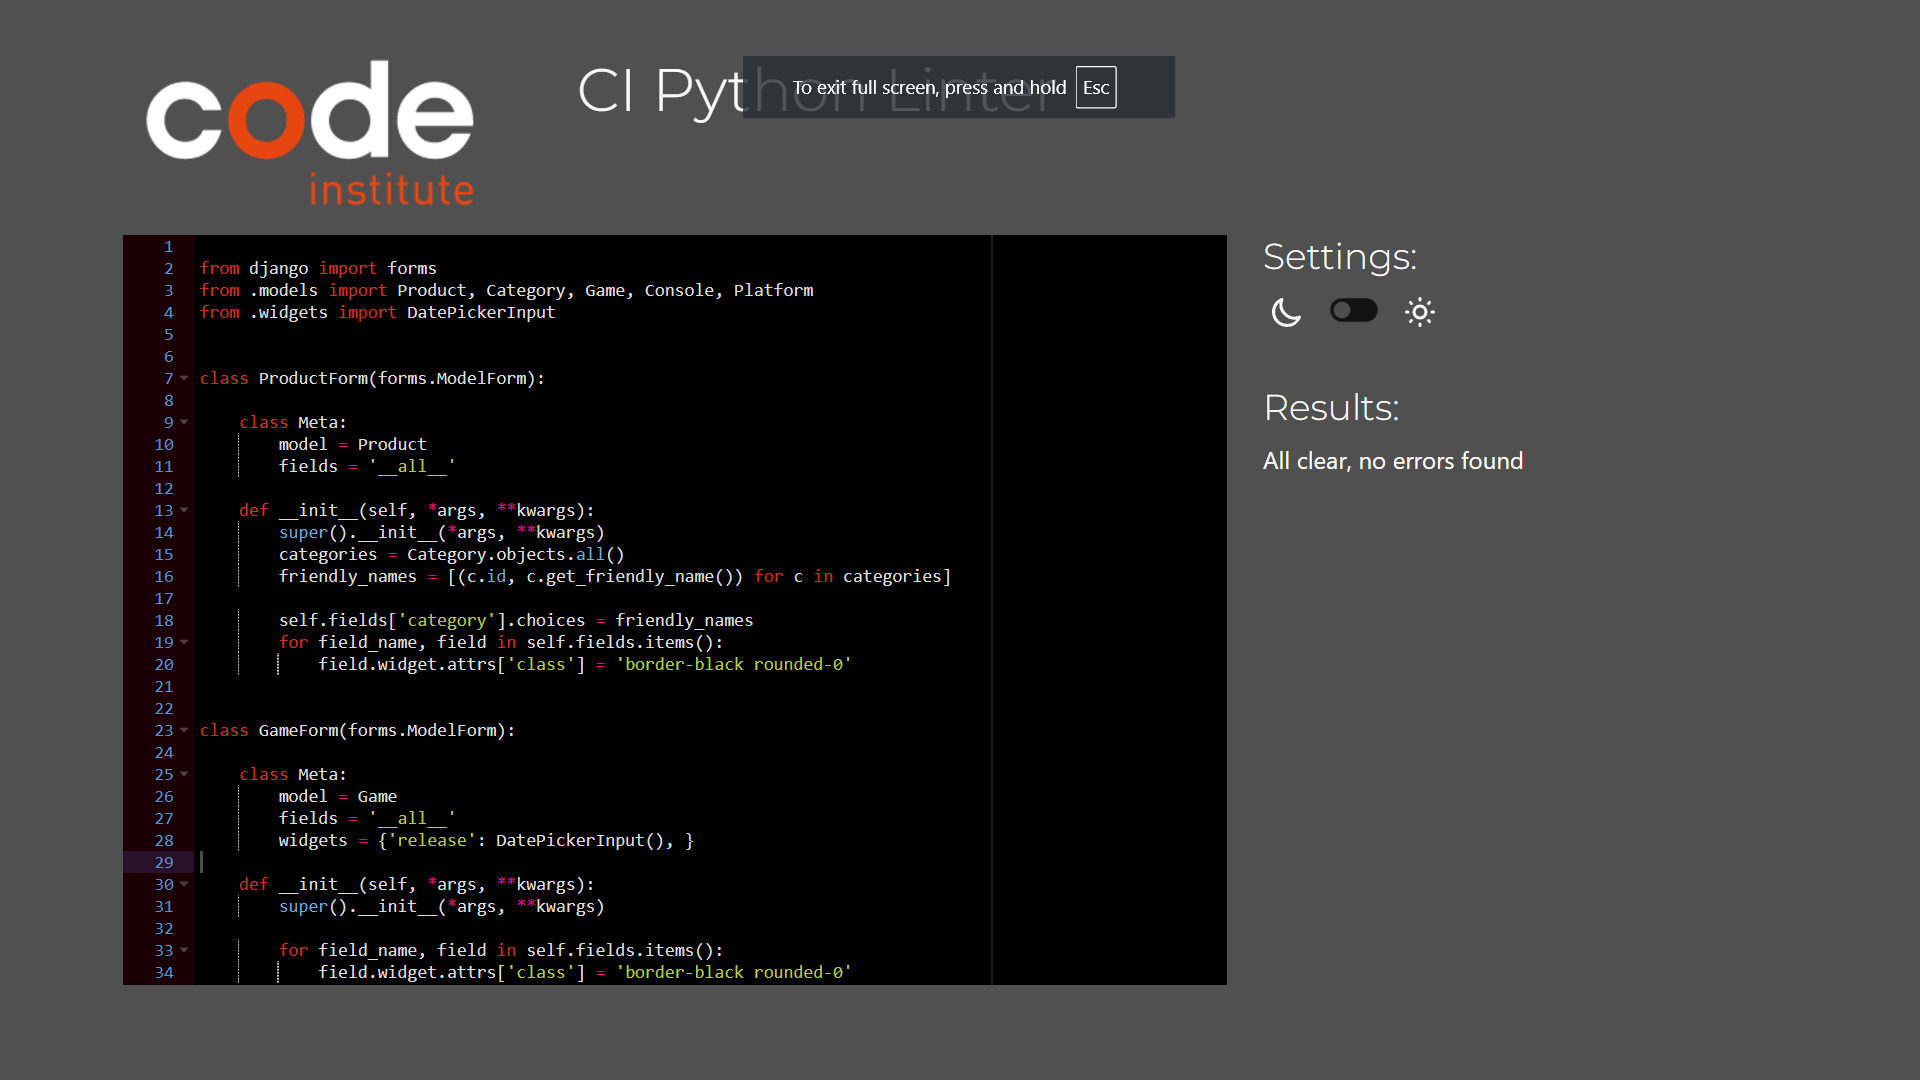 code
institute
CI Python Linter
To exit full screen, press and hold Esc
1
2 from django import forms
3 from .models import Product, Category, Game, Console, Platform
4 from .widgets import DatePickerInput
5
6
7 class ProductForm(forms.ModelForm):
8
9     class Meta:
10         model = Product
11         fields = '__all__'
12
13     def __init__(self, *args, **kwargs):
14         super().__init__(*args, **kwargs)
15         categories = Category.objects.all()
16         friendly_names = [(c.id, c.get_friendly_name()) for c in categories]
17
18         self.fields['category'].choices = friendly_names
19         for field_name, field in self.fields.items():
20             field.widget.attrs['class'] = 'border-black rounded-0'
21
22
23 class GameForm(forms.ModelForm):
24
25     class Meta:
26         model = Game
27         fields = '__all__'
28         widgets = {'release': DatePickerInput(), }
29
30     def __init__(self, *args, **kwargs):
31         super().__init__(*args, **kwargs)
32
33         for field_name, field in self.fields.items():
34             field.widget.attrs['class'] = 'border-black rounded-0'
Settings:
Results:
All clear, no errors found